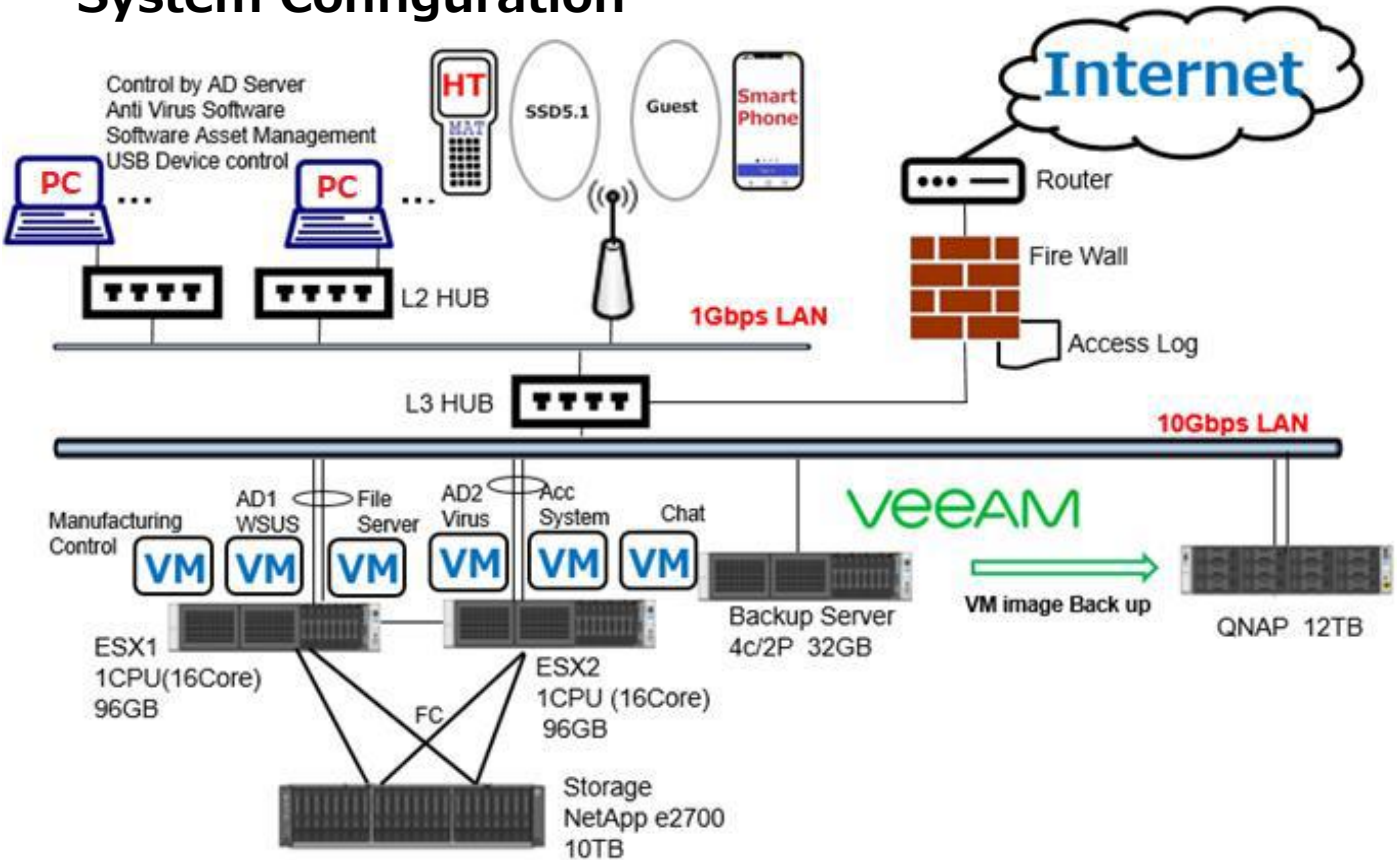 System Configuration
Internet
Control by AD Server
Anti Virus Software
Software Asset Management
USB Device control
HT
MAT
SSD5.1
Guest
Smart
Phone
PC
...
PC
...
Router
Fire Wall
L2 HUB
1Gbps LAN
Access Log
L3 HUB
10Gbps LAN
Manufacturing
Control
AD1
WSUS
File
Server
AD2
Virus
Acc
System
Chat
VM
VM
VM
VM
VM
VM
veeAM
VM image Back up
Backup Server
4c/2P 32GB
QNAP 12TB
ESX1
1CPU(16Core)
96GB
ESX2
1CPU (16Core)
96GB
FC
Storage
NetApp e2700
10TB